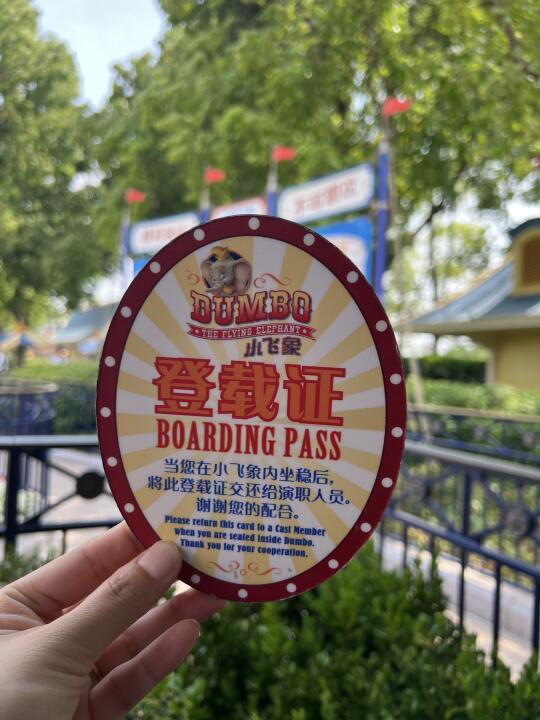 DUMBO
THE FLYING ELEPHANT
小飞象
登载证
BOARDING PASS
当您在小飞象内坐稳后,
将此登载证交还给演职人员。
谢谢您的配合。
Please return this card to a Cast Member
when you are seated inside Dumbo.
Thank you for your cooperation.